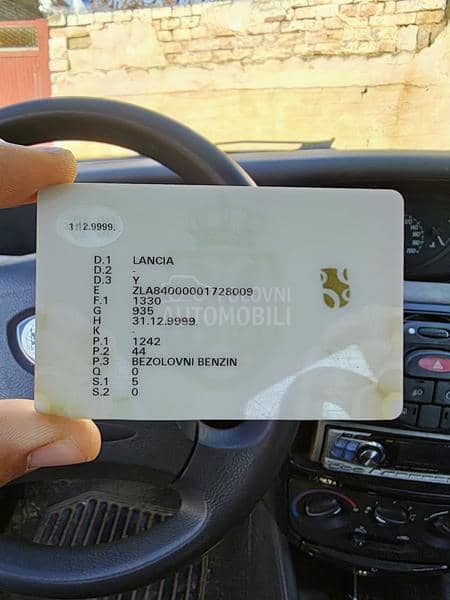 31.12.9999.
D.1 LANCIA
D.2 -
D.3 Y
E ZLA84000001728009
F.1 1330
G 935
H 31.12.9999.
K -
P.1 1242
P.2 44
P.3 BEZOLOVNI BENZIN
Q 0
S.1 5
S.2 0
POLOVNI
AUTOMOBILI